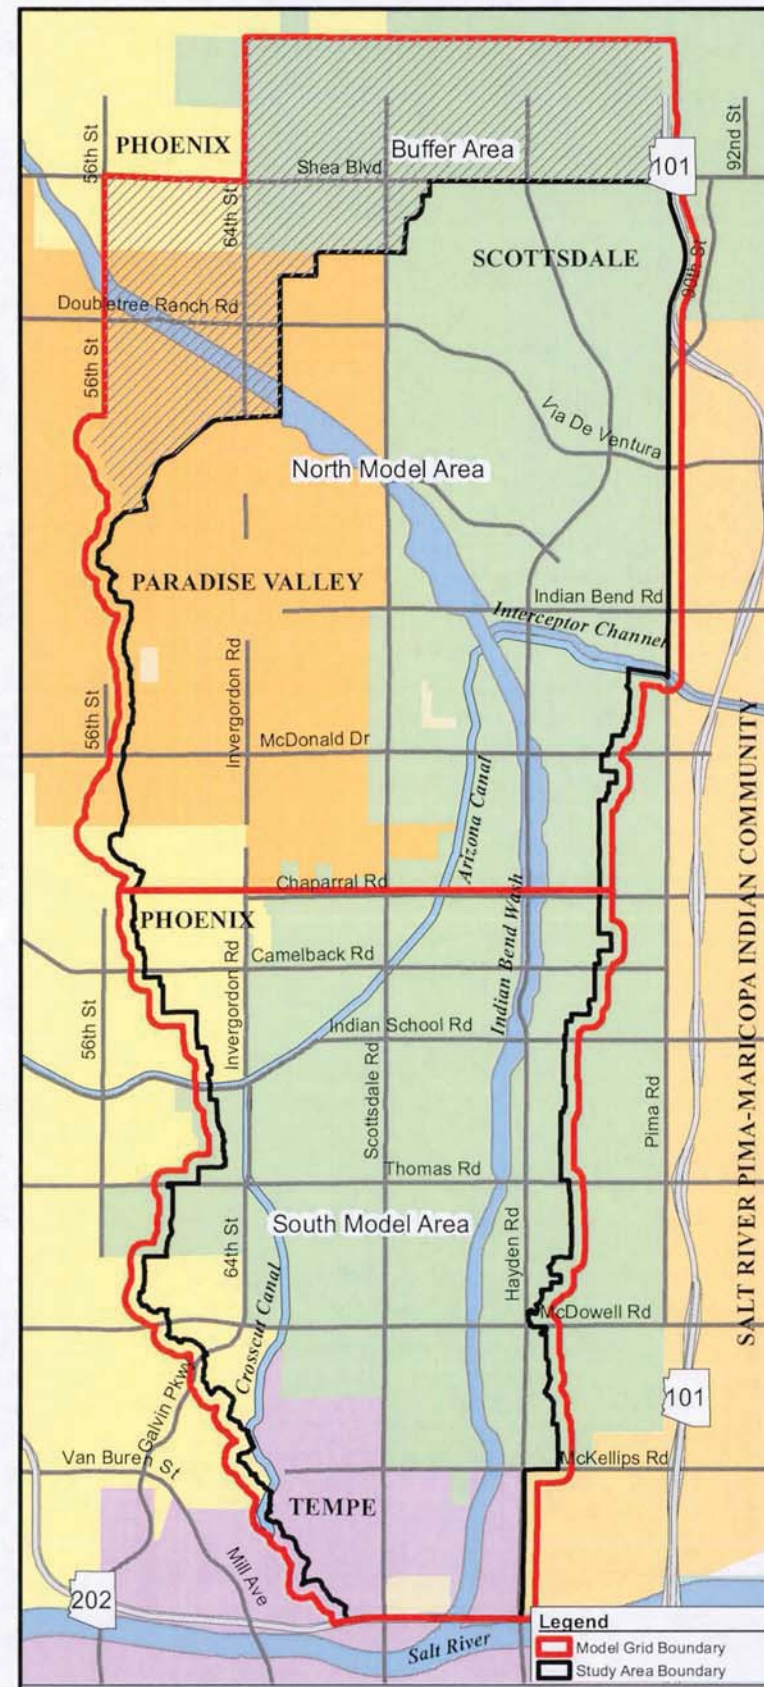 56th St
PHOENIX
Buffer Area
101
92nd St
Shea Blvd
64th St
SCOTTSDALE
90th St
Doubletree Ranch Rd
56th St
Via De Ventura
North Model Area
PARADISE VALLEY
Indian Bend Rd
Interceptor Channel
Invergordon Rd
56th St
McDonald Dr
Arizona Canal
SALT RIVER PIMA-MARICOPA INDIAN COMMUNITY
Chaparral Rd
PHOENIX
Indian Bend Wash
Camelback Rd
Invergordon Rd
56th St
Indian School Rd
Scottsdale Rd
Pima Rd
Thomas Rd
South Model Area
64th St
Hayden Rd
Crosscut Canal
McDowell Rd
Galvin Pkwy
101
Van Buren St
McKellips Rd
TEMPE
Mill Ave
202
Salt River
Legend
Model Grid Boundary
Study Area Boundary